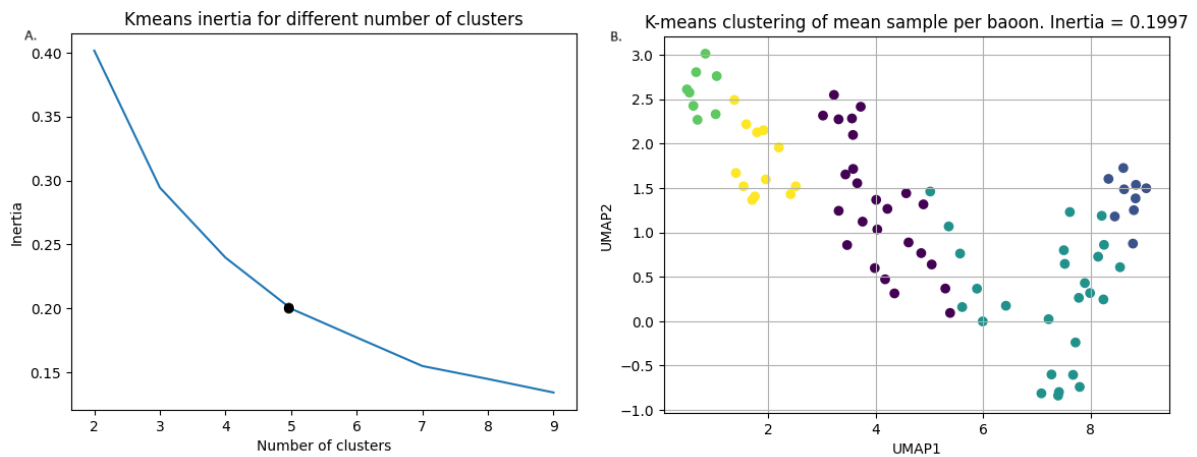 Kmeans inertia for different number of clusters
A.
0.40
0.35
0.30
0.25
0.20
0.15
Inertia
2 3 4 5 6 7 8 9
Number of clusters
K-means clustering of mean sample per baoon. Inertia = 0.1997
B.
3.0
2.5
2.0
1.5
1.0
0.5
0.0
−0.5
−1.0
UMAP2
2 4 6 8
UMAP1